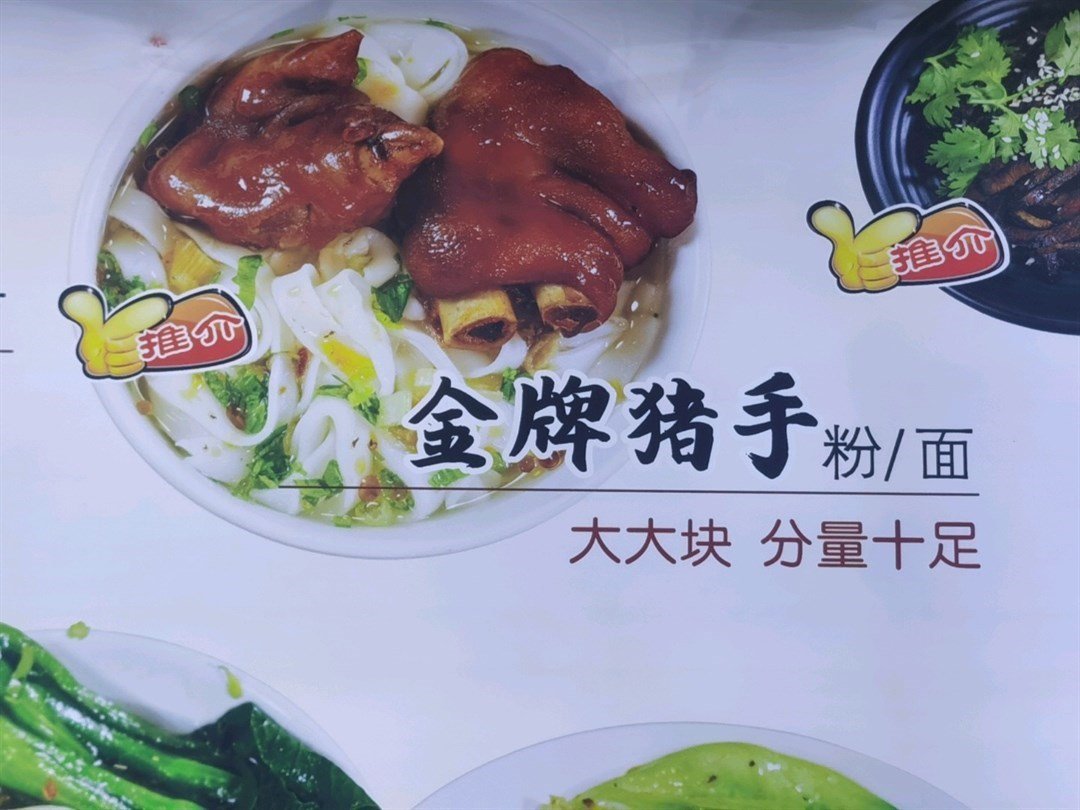 推介
推介
金牌猪手粉/面
大大块 分量十足